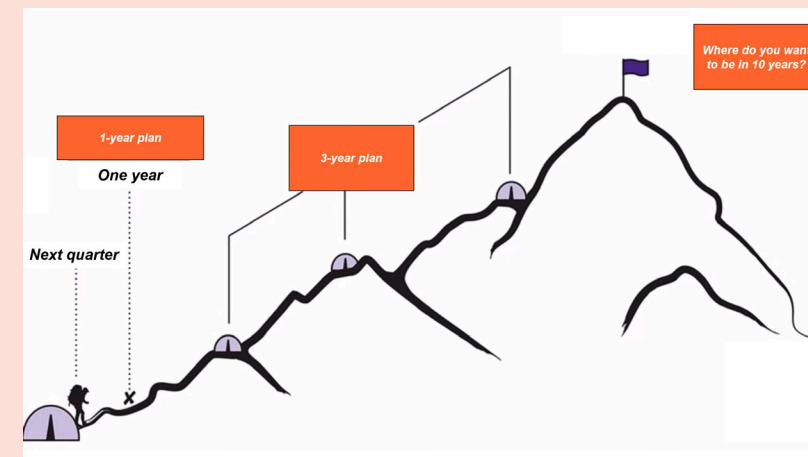 Where do you want
to be in 10 years?
1-year plan
One year
3-year plan
Next quarter